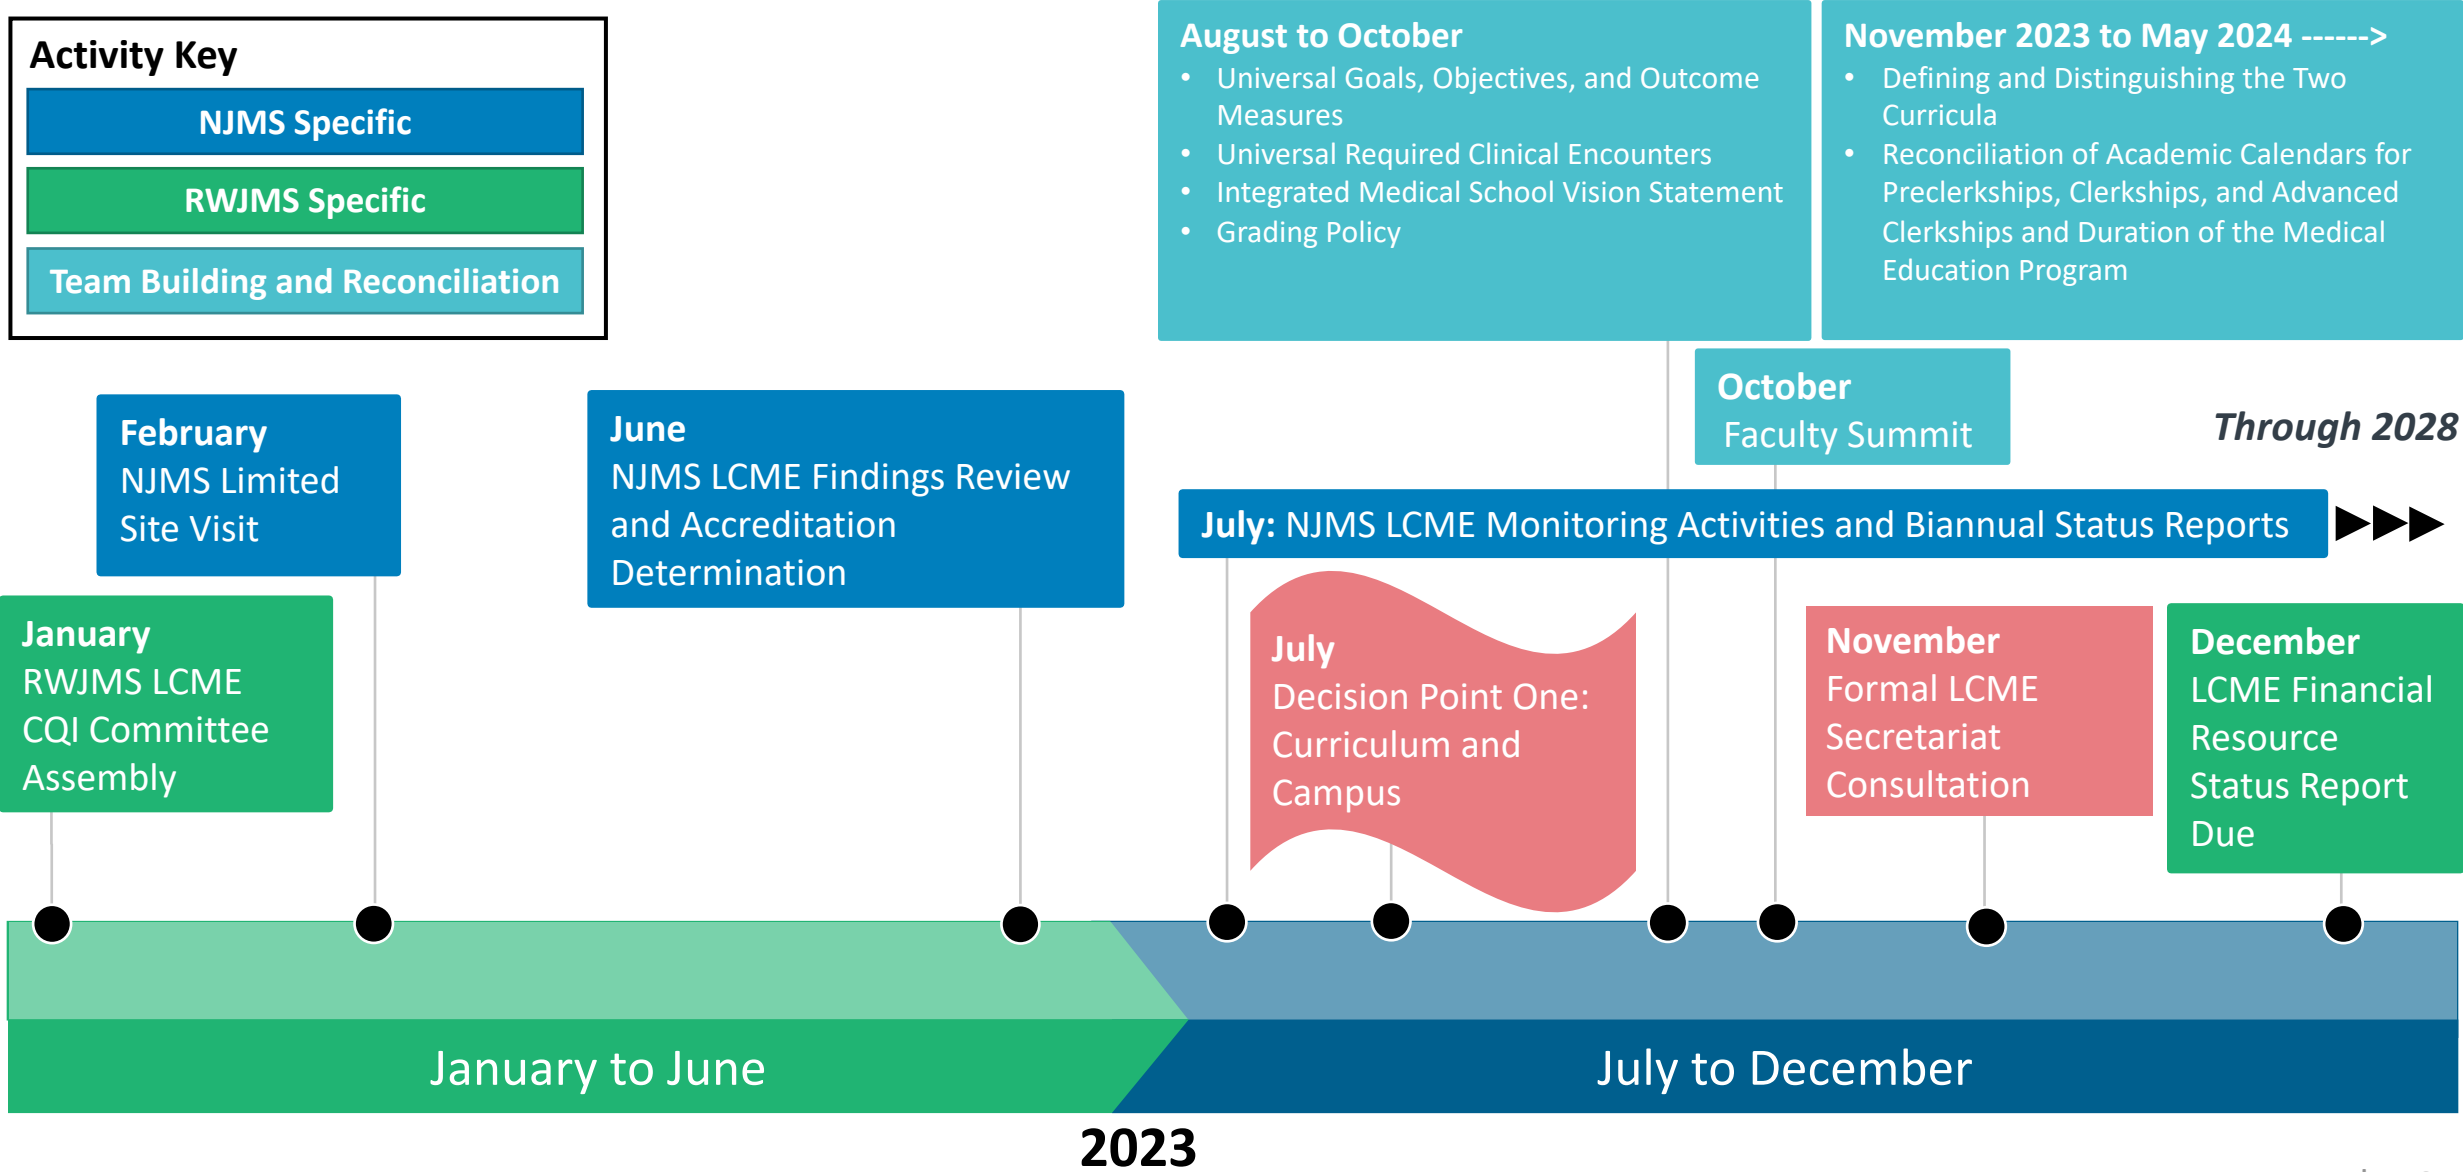 Activity Key
NJMS Specific
RWJMS Specific
Team Building and Reconciliation
August to October
• Universal Goals, Objectives, and Outcome
Measures
• Universal Required Clinical Encounters
• Integrated Medical School Vision Statement
• Grading Policy
November 2023 to May 2024 ------>
• Defining and Distinguishing the Two
Curricula
• Reconciliation of Academic Calendars for
Preclerkships, Clerkships, and Advanced
Clerkships and Duration of the Medical
Education Program
February
NJMS Limited
Site Visit
June
NJMS LCME Findings Review
and Accreditation
Determination
October
Faculty Summit
Through 2028
July: NJMS LCME Monitoring Activities and Biannual Status Reports
January
RWJMS LCME
CQI Committee
Assembly
July
Decision Point One:
Curriculum and
Campus
November
Formal LCME
Secretariat
Consultation
December
LCME Financial
Resource
Status Report
Due
January to June
July to December
2023